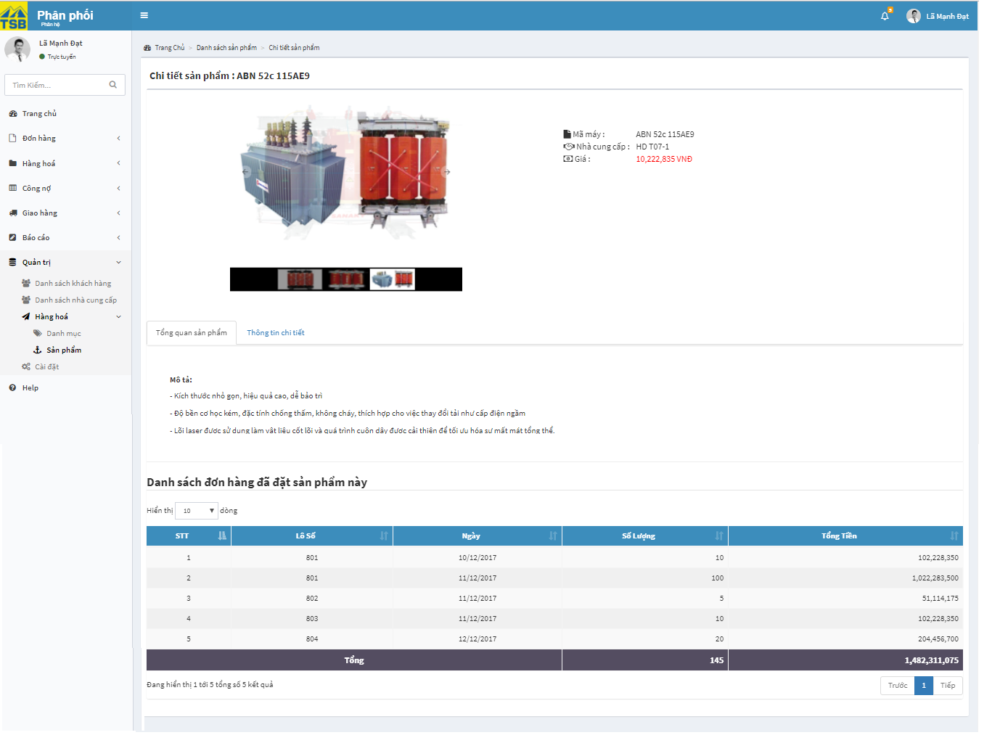 TSB
Phân phối
Phân hệ
5
Lã Mạnh Đạt
Lã Mạnh Đạt
Trực tuyến
Tìm Kiếm...
Trang chủ
Đơn hàng
Hàng hoá
Công nợ
Giao hàng
Báo cáo
Quản trị
Danh sách khách hàng
Danh sách nhà cung cấp
Hàng hoá
Danh mục
Sản phẩm
Cài đặt
Help
Trang Chủ > Danh sách sản phẩm > Chi tiết sản phẩm
Chi tiết sản phẩm : ABN 52c 115AE9
Mã máy : ABN 52c 115AE9
Nhà cung cấp : HD T07-1
Giá : 10,222,835 VNĐ
Tổng quan sản phẩm Thông tin chi tiết
Mô tả:
- Kích thước nhỏ gọn, hiệu quả cao, dễ bảo trì
- Độ bền cơ học kém, đặc tính chống thấm, không cháy, thích hợp cho việc thay đổi tải như cấp điện ngầm
- Lõi laser được sử dụng làm vật liệu cốt lõi và quá trình cuộn dây được cải thiện để tối ưu hóa sự mất mát tổng thể.
Danh sách đơn hàng đã đặt sản phẩm này
Hiển thị 10 dòng
STT Lô Số Ngày Số Lượng Tổng Tiền
1 801 10/12/2017 10 102,228,350
2 801 11/12/2017 100 1,022,283,500
3 802 11/12/2017 5 51,114,175
4 803 11/12/2017 10 102,228,350
5 804 12/12/2017 20 204,456,700
Tổng 145 1,482,311,075
Đang hiển thị 1 tới 5 tổng số 5 kết quả
Trước 1 Tiếp